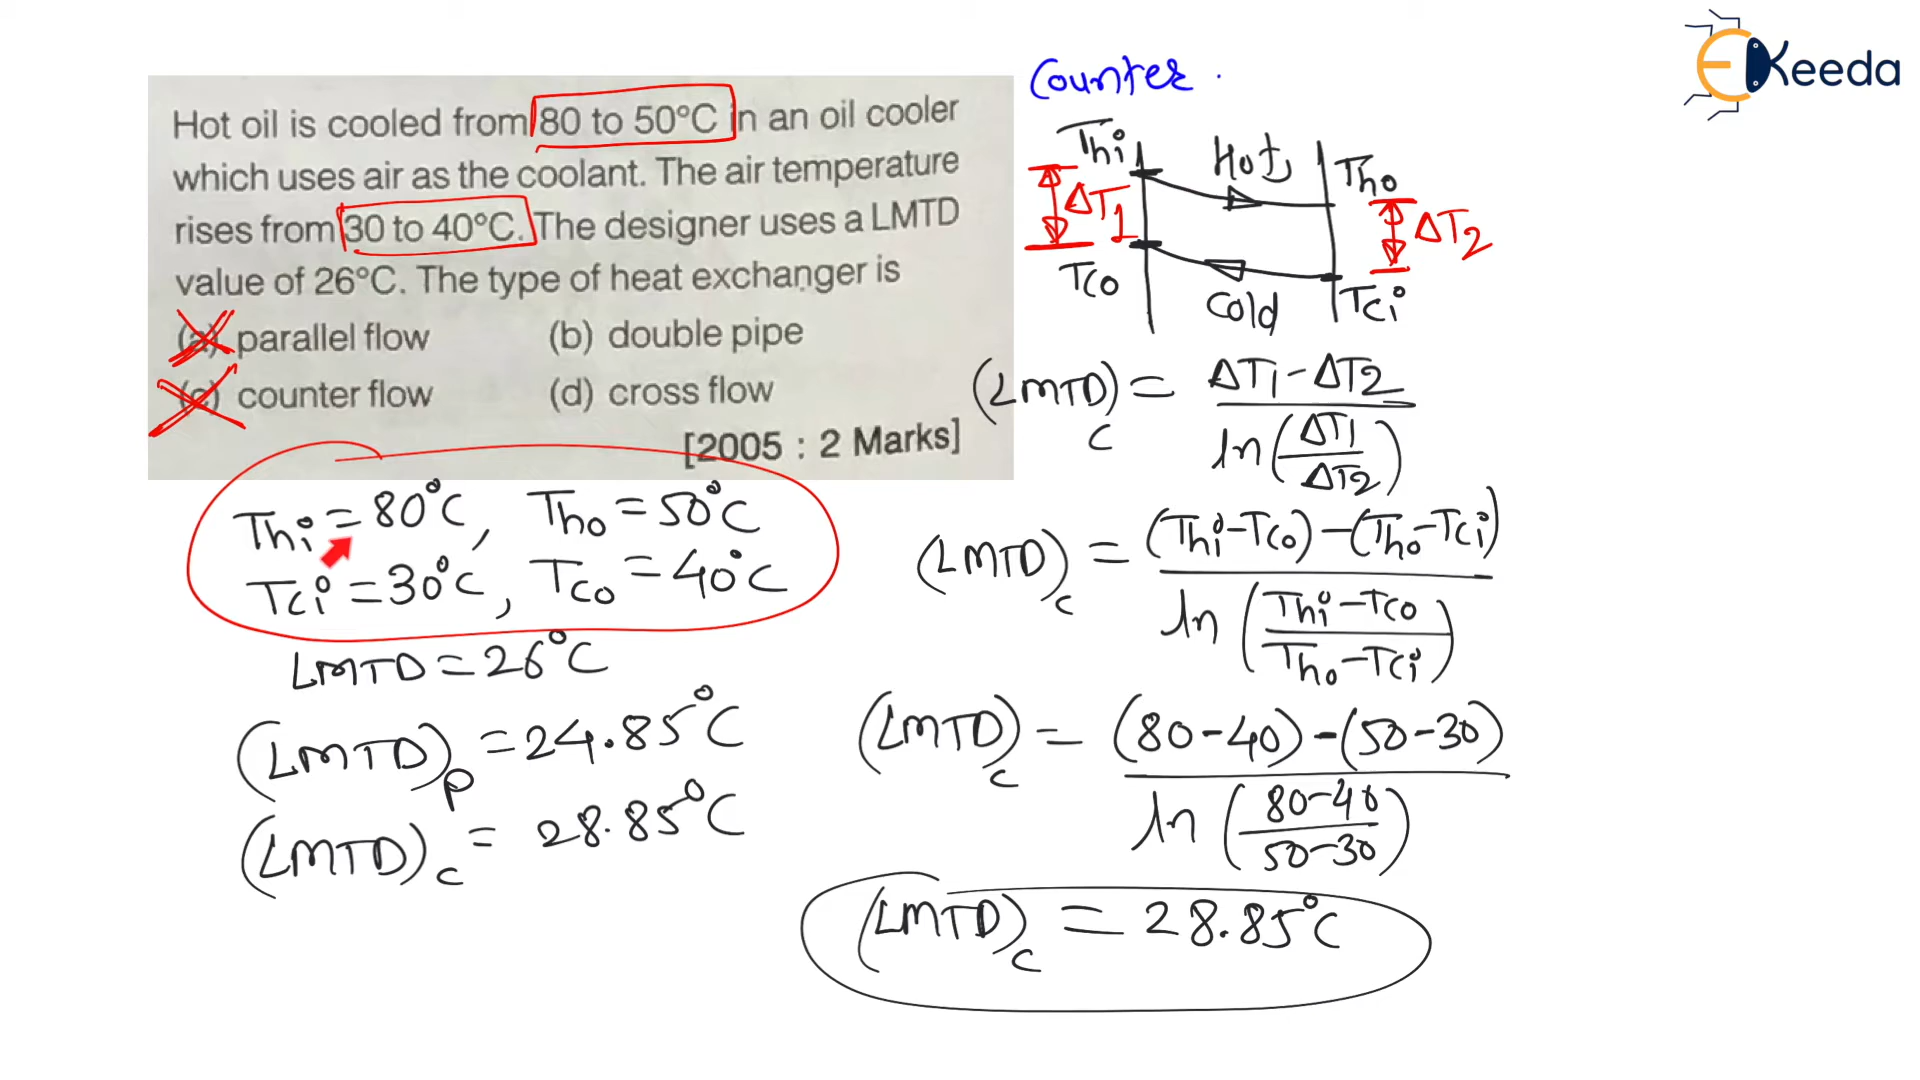 EKeeda
Hot oil is cooled from 80 to 50°C in an oil cooler
which uses air as the coolant. The air temperature
rises from 30 to 40°C. The designer uses a LMTD
value of 26°C. The type of heat exchanger is
(a) parallel flow (b) double pipe
(c) counter flow (d) cross flow
[2005 : 2 Marks]
Thi = 80°C, Tho = 50°C
Tci = 30°C, Tco = 40°C
LMTD = 26°C
(LMTD)p = 24.85°C
(LMTD)c = 28.85°C
Counter
Thi Hot Tho
ΔT1 ΔT2
Tco Cold Tci
(LMTD)c = ΔT1 - ΔT2
ln(ΔT1
ΔT2)
(LMTD)c = (Thi - Tco) - (Tho - Tci)
ln(Thi - Tco
Tho - Tci)
(LMTD)c = (80 - 40) - (50 - 30)
ln(80 - 40
50 - 30)
(LMTD)c = 28.85°C